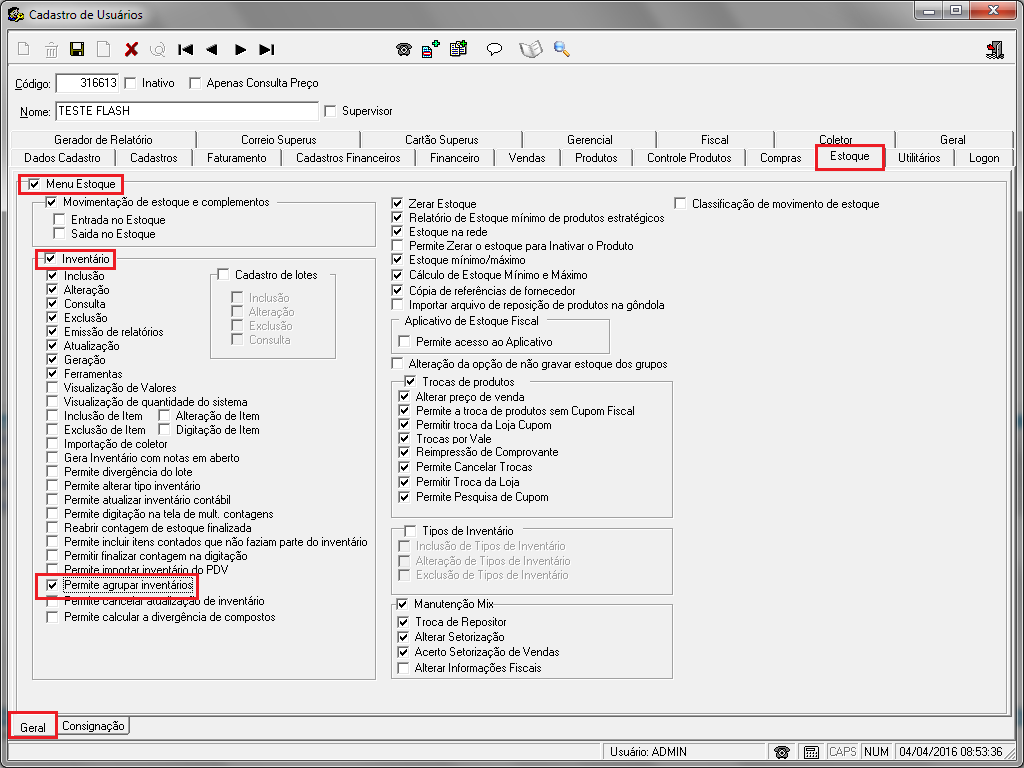 Cadastro de Usuários
Código: 316613 Inativo Apenas Consulta Preço
Nome: TESTE FLASH Supervisor
Gerador de Relatório Correio Superus Cartão Superus Gerencial Fiscal Coletor Geral
Dados Cadastro Cadastros Faturamento Cadastros Financeiros Financeiro Vendas Produtos Controle Produtos Compras Estoque Utilitários Logon
Menu Estoque
Movimentação de estoque e complementos
Entrada no Estoque
Saida no Estoque
Inventário
Inclusão
Alteração
Consulta
Exclusão
Emissão de relatórios
Atualização
Geração
Ferramentas
Visualização de Valores
Visualização de quantidade do sistema
Inclusão de Item Alteração de Item
Exclusão de Item Digitação de Item
Importação de coletor
Gera Inventário com notas em aberto
Permite divergência do lote
Permite alterar tipo inventário
Permite atualizar inventário contábil
Permite digitação na tela de mult. contagens
Reabrir contagem de estoque finalizada
Permite incluir itens contados que não faziam parte do inventário
Permitir finalizar contagem na digitação
Permite importar inventário do PDV
Permite agrupar inventários
Permite cancelar atualização de inventário
Permite calcular a divergência de compostos
Cadastro de lotes
Inclusão
Alteração
Exclusão
Consulta
Zerar Estoque
Relatório de Estoque mínimo de produtos estratégicos
Estoque na rede
Permite Zerar o estoque para Inativar o Produto
Estoque mínimo/máximo
Cálculo de Estoque Mínimo e Máximo
Cópia de referências de fornecedor
Importar arquivo de reposição de produtos na gôndola
Aplicativo de Estoque Fiscal
Permite acesso ao Aplicativo
Alteração da opção de não gravar estoque dos grupos
Trocas de produtos
Alterar preço de venda
Permite a troca de produtos sem Cupom Fiscal
Permitir troca da Loja Cupom
Trocas por Vale
Reimpressão de Comprovante
Permite Cancelar Trocas
Permitir Troca da Loja
Permite Pesquisa de Cupom
Tipos de Inventário
Inclusão de Tipos de Inventário
Alteração de Tipos de Inventário
Exclusão de Tipos de Inventário
Manutenção Mix
Troca de Repositor
Alterar Setorização
Acerto Setorização de Vendas
Alterar Informações Fiscais
Classificação de movimento de estoque
Geral Consignação
Usuário: ADMIN CAPS NUM 04/04/2016 08:53:36